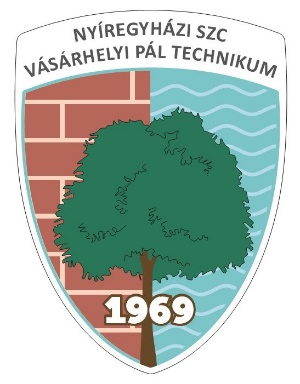 NYÍREGYHÁZI SZC
VÁSÁRHELYI PÁL TECHNIKUM
1969